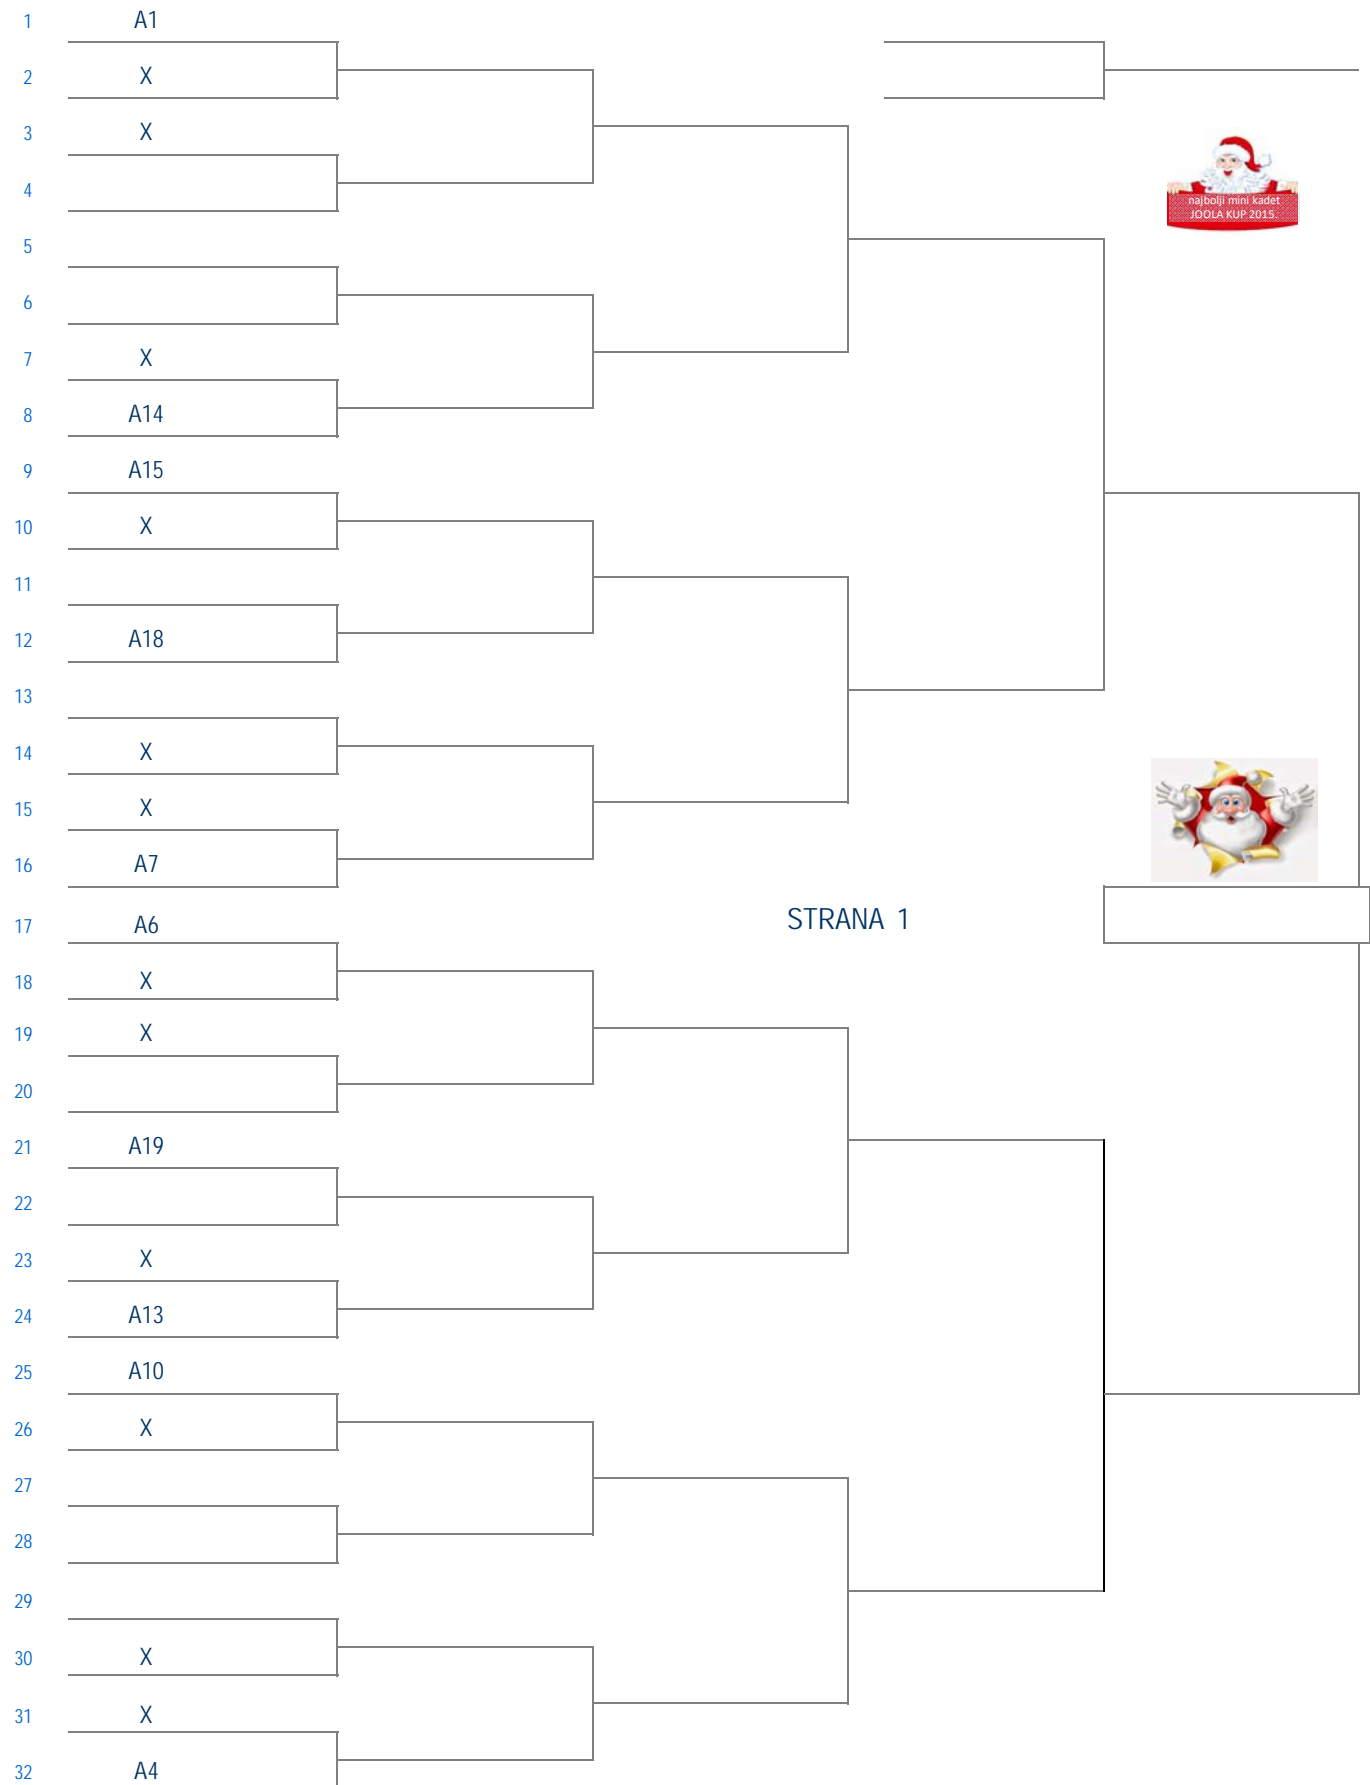 1 A1
2 X
3 X
najbolji mini kadet
JOOLA KUP 2015.
4
5
6
7 X
8 A14
9 A15
10 X
11
12 A18
13
14 X
15 X
16 A7
17 A6
STRANA 1
18 X
19 X
20
21 A19
22
23 X
24 A13
25 A10
26 X
27
28
29
30 X
31 X
32 A4